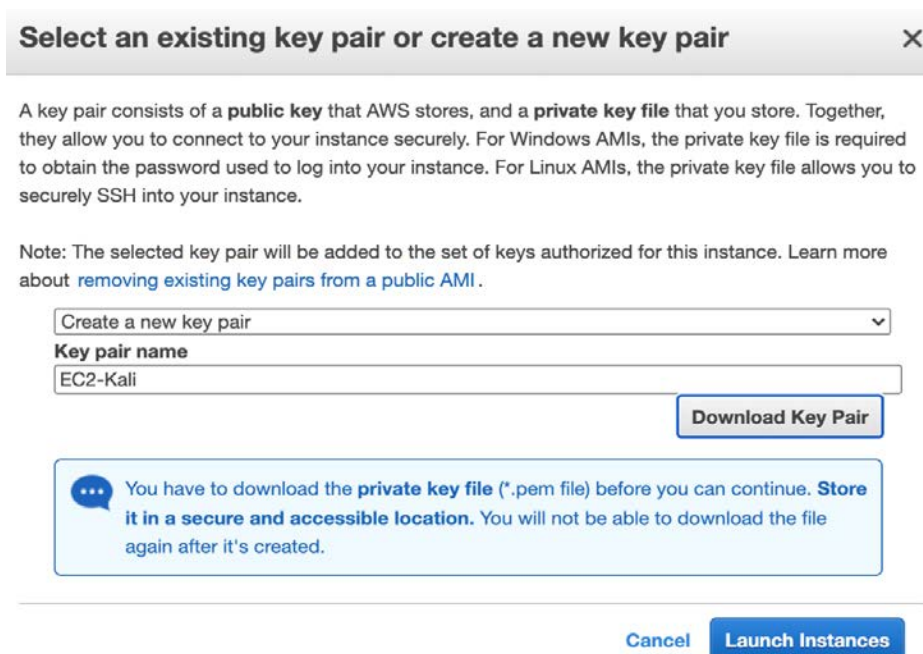 Select an existing key pair or create a new key pair
A key pair consists of a public key that AWS stores, and a private key file that you store. Together,
they allow you to connect to your instance securely. For Windows AMIs, the private key file is required
to obtain the password used to log into your instance. For Linux AMIs, the private key file allows you to
securely SSH into your instance.
Note: The selected key pair will be added to the set of keys authorized for this instance. Learn more
about removing existing key pairs from a public AMI.
Create a new key pair
Key pair name
EC2-Kali
Download Key Pair
You have to download the private key file (*.pem file) before you can continue. Store
it in a secure and accessible location. You will not be able to download the file
again after it's created.
Cancel Launch Instances